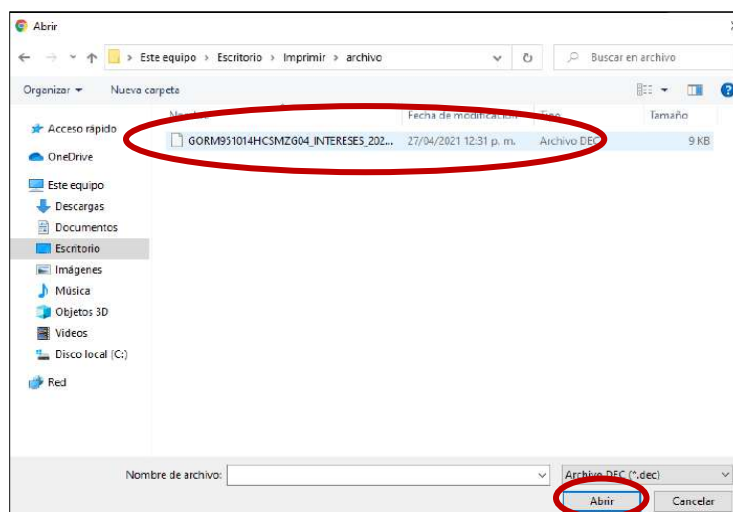 Abrir
Este equipo > Escritorio > Imprimir > archivo
Buscar en archivo
Organizar
Nueva carpeta
Nombre
Fecha de modificación
Tipo
Tamaño
GORM951014HCSMZG04_INTERESES_202...
27/04/2021 12:31 p. m.
Archivo DEC
9 KB
Acceso rápido
OneDrive
Este equipo
Descargas
Documentos
Escritorio
Imágenes
Música
Objetos 3D
Videos
Disco local (C:)
Red
Nombre de archivo:
Archivo DEC (*.dec)
Abrir
Cancelar